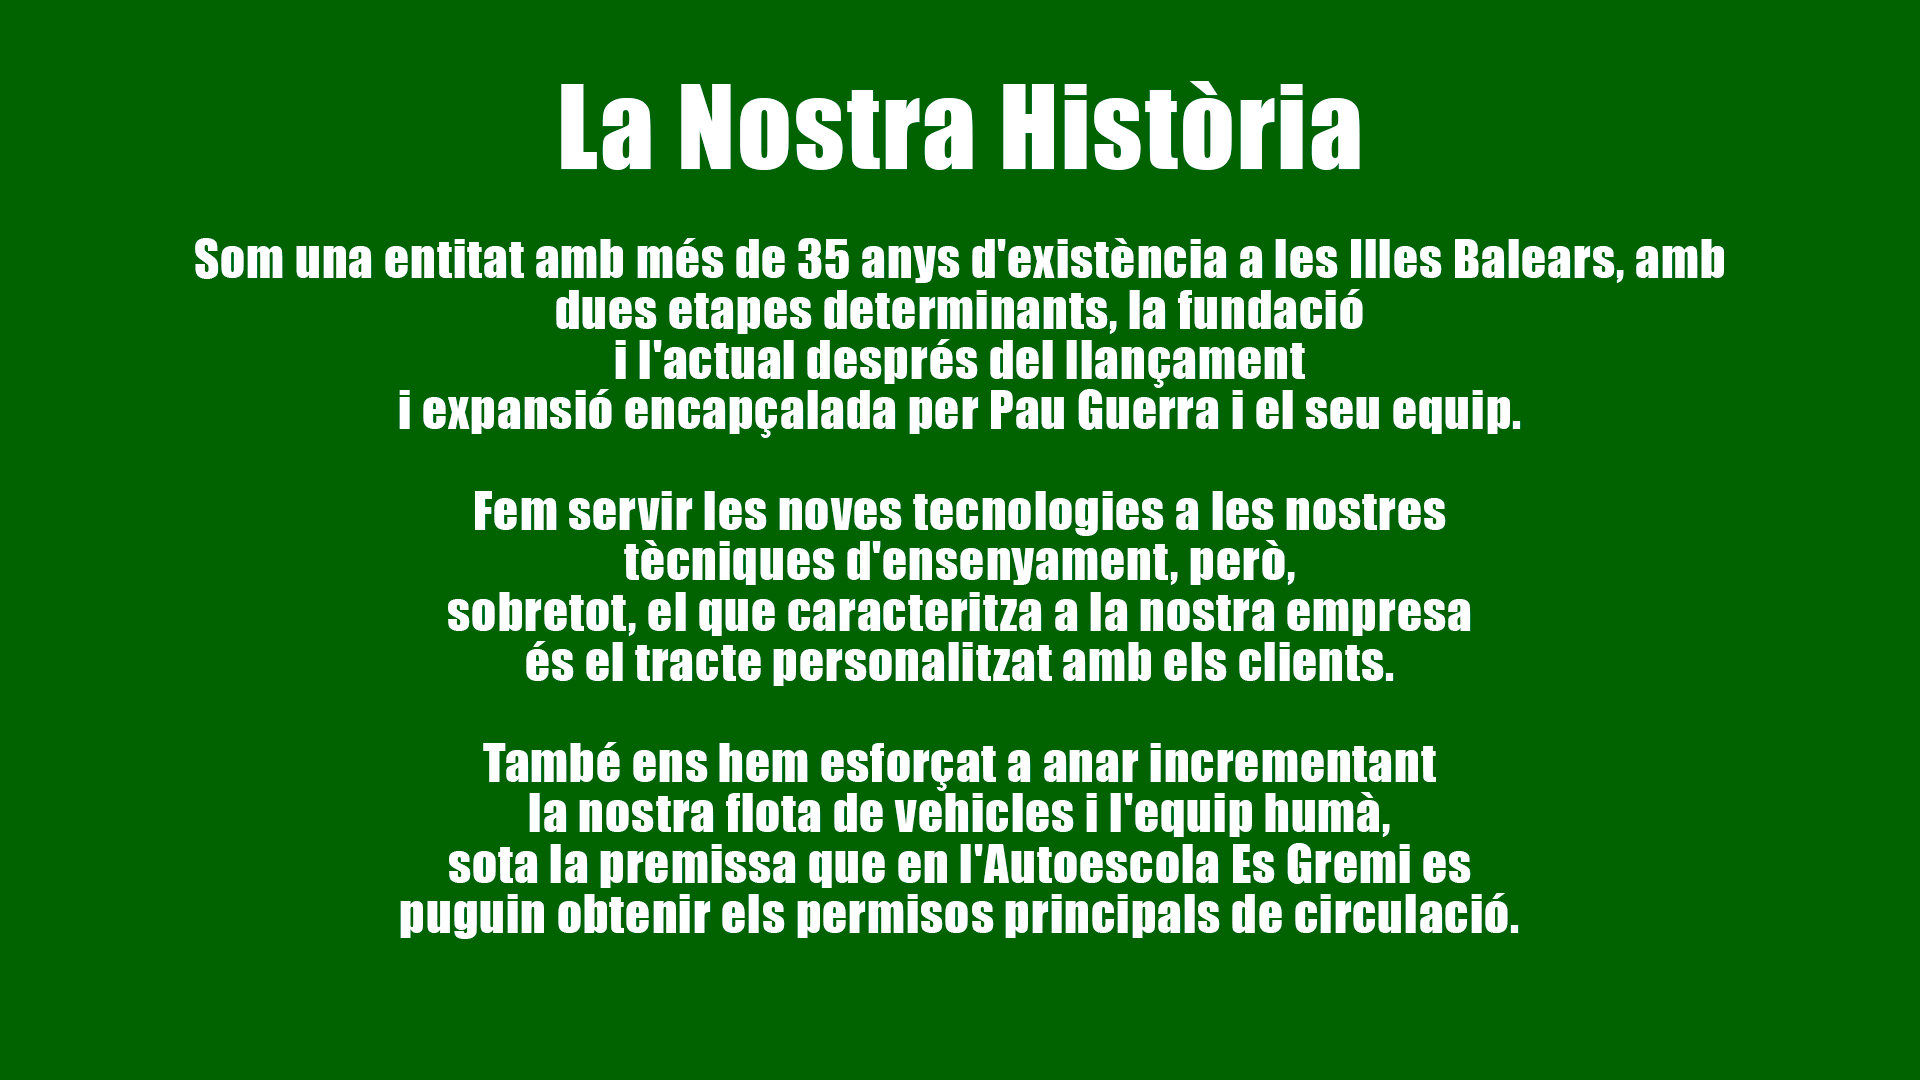 La Nostra Història
Som una entitat amb més de 35 anys d'existència a les Illes Balears, amb
dues etapes determinants, la fundació
i l'actual després del llançament
i expansió encapçalada per Pau Guerra i el seu equip.
Fem servir les noves tecnologies a les nostres
tècniques d'ensenyament, però,
sobretot, el que caracteritza a la nostra empresa
és el tracte personalitzat amb els clients.
També ens hem esforçat a anar incrementant
la nostra flota de vehicles i l'equip humà,
sota la premissa que en l'Autoescola Es Gremi es
puguin obtenir els permisos principals de circulació.